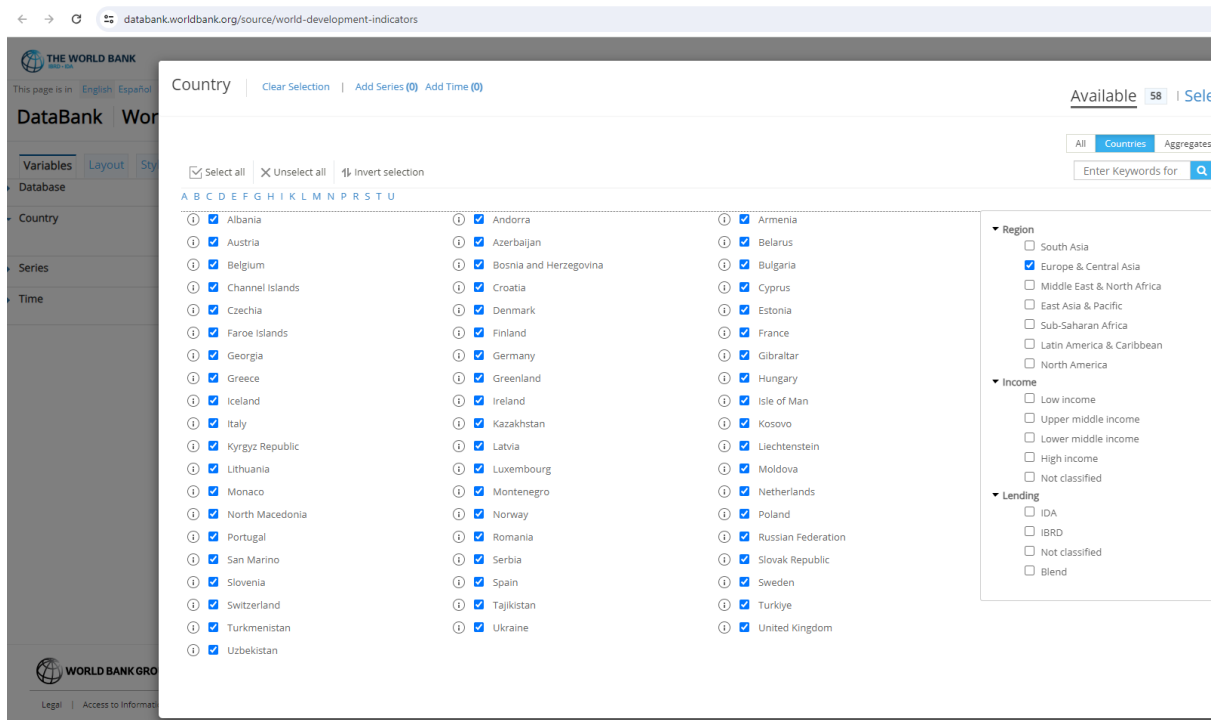 databank.worldbank.org/source/world-development-indicators
THE WORLD BANK
IBRD - IDA
This page is in English Español
DataBank Wor
Variables Layout Sty
Database
Country
Series
Time
WORLD BANK GRO
Legal | Access to Informati
Country Clear Selection | Add Series (0) Add Time (0)
Available 58 | Sele
All Countries Aggregates
Enter Keywords for
Select all Unselect all Invert selection
A B C D E F G H I K L M N P R S T U
Albania Andorra Armenia
Austria Azerbaijan Belarus
Belgium Bosnia and Herzegovina Bulgaria
Channel Islands Croatia Cyprus
Czechia Denmark Estonia
Faroe Islands Finland France
Georgia Germany Gibraltar
Greece Greenland Hungary
Iceland Ireland Isle of Man
Italy Kazakhstan Kosovo
Kyrgyz Republic Latvia Liechtenstein
Lithuania Luxembourg Moldova
Monaco Montenegro Netherlands
North Macedonia Norway Poland
Portugal Romania Russian Federation
San Marino Serbia Slovak Republic
Slovenia Spain Sweden
Switzerland Tajikistan Turkiye
Turkmenistan Ukraine United Kingdom
Uzbekistan
Region
South Asia
Europe & Central Asia
Middle East & North Africa
East Asia & Pacific
Sub-Saharan Africa
Latin America & Caribbean
North America
Income
Low income
Upper middle income
Lower middle income
High income
Not classified
Lending
IDA
IBRD
Not classified
Blend